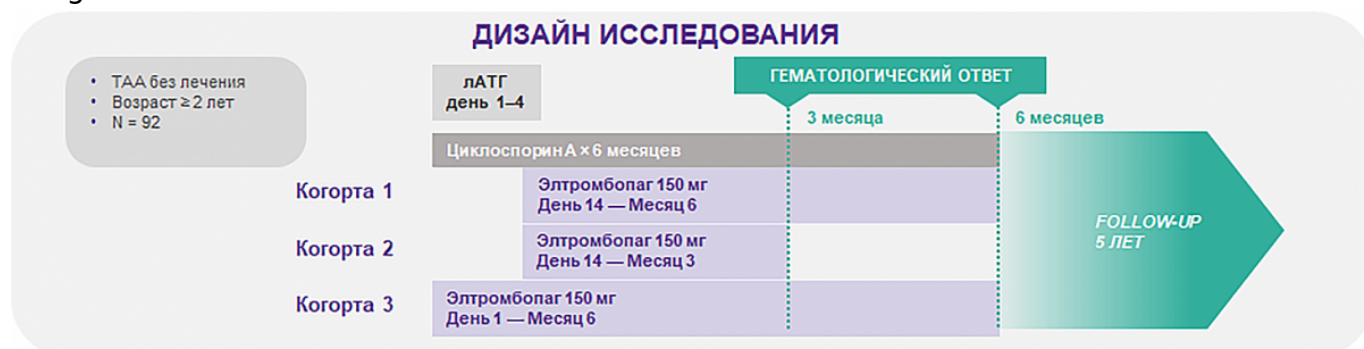 ДИЗАЙН ИССЛЕДОВАНИЯ
• ТАА без лечения
• Возраст ≥ 2 лет
• N = 92
лАТГ
день 1–4
ГЕМАТОЛОГИЧЕСКИЙ ОТВЕТ
3 месяца
6 месяцев
Циклоспорин А × 6 месяцев
Когорта 1
Элтромбопаг 150 мг
День 14 — Месяц 6
Когорта 2
Элтромбопаг 150 мг
День 14 — Месяц 3
Когорта 3
Элтромбопаг 150 мг
День 1 — Месяц 6
FOLLOW-UP
5 ЛЕТ